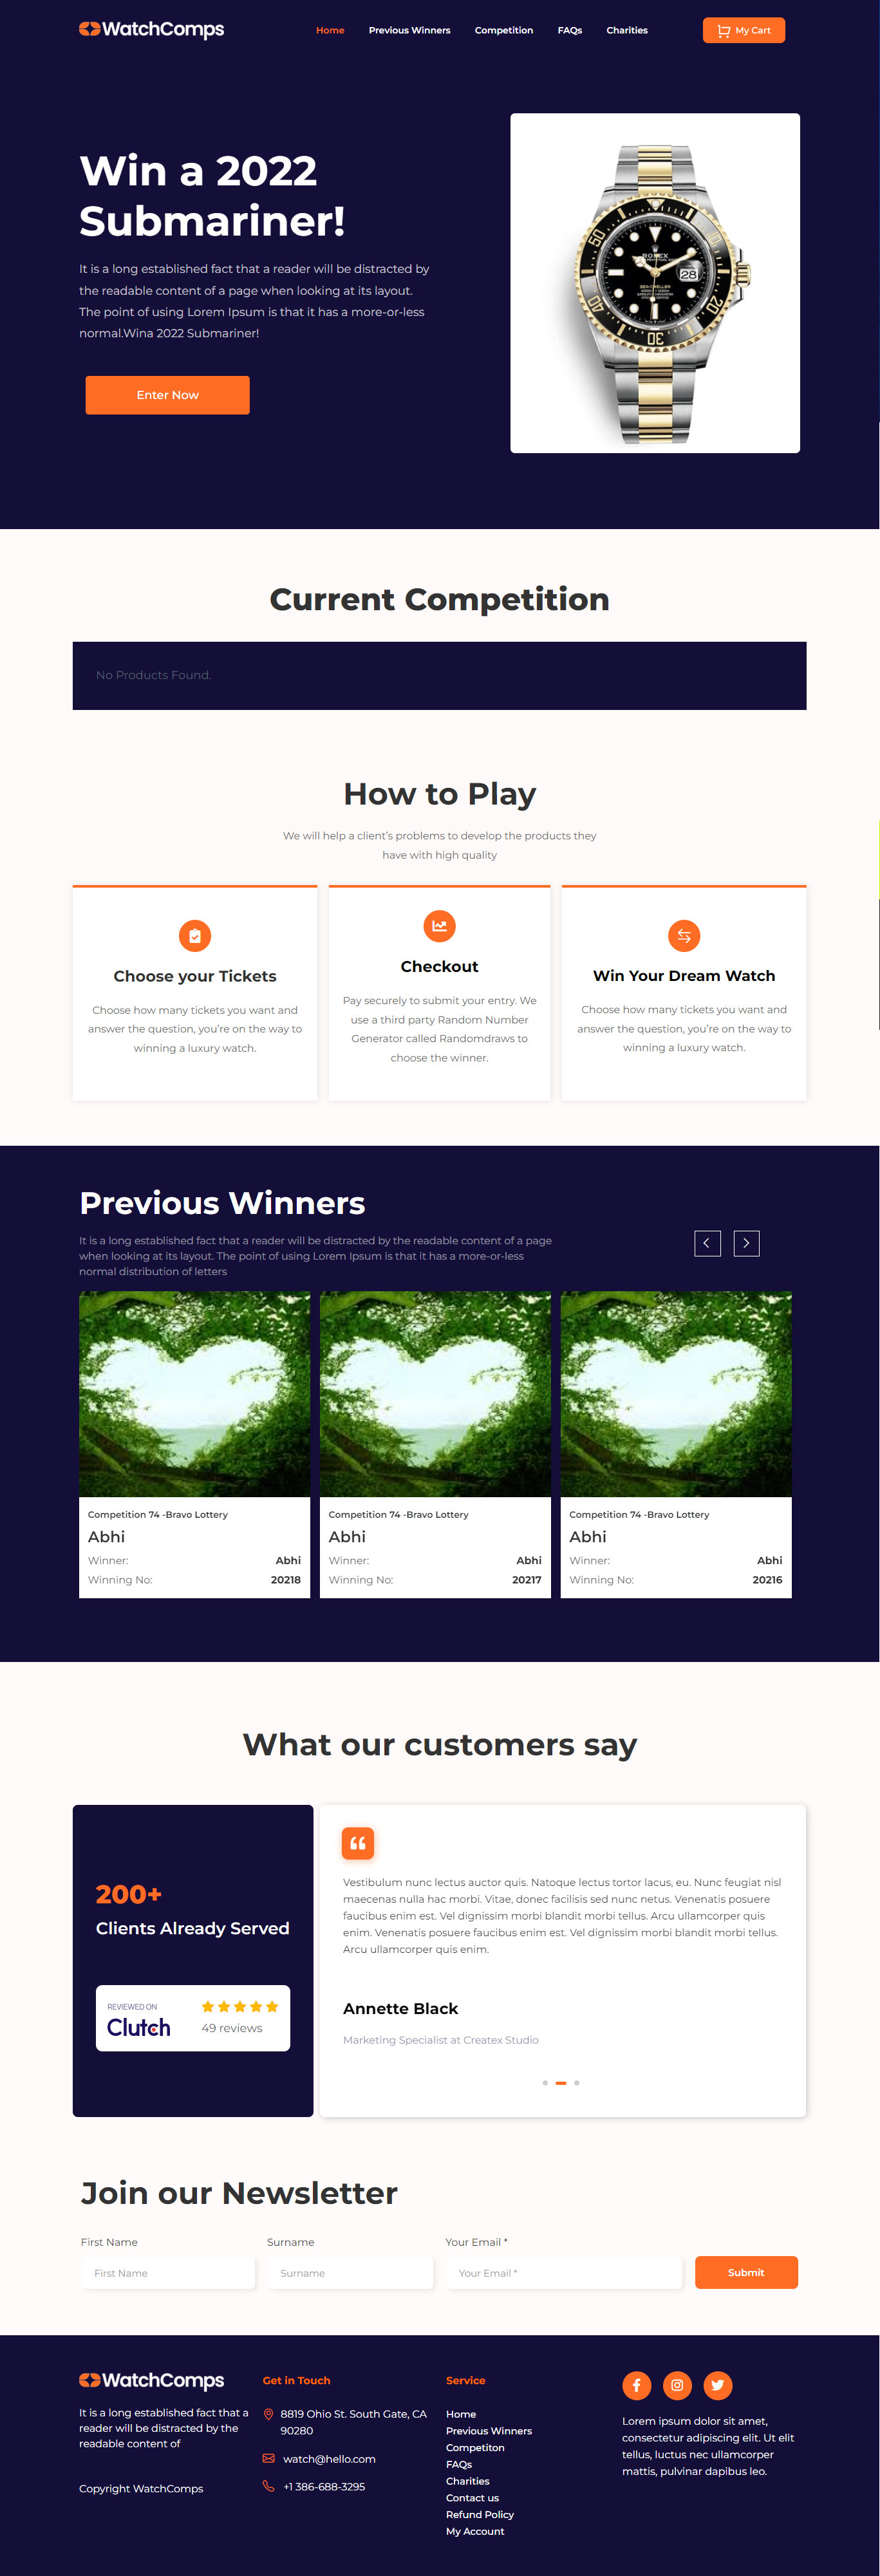 WatchComps
Home Previous Winners Competition FAQs Charities My Cart
Win a 2022
Submariner!
It is a long established fact that a reader will be distracted by
the readable content of a page when looking at its layout.
The point of using Lorem Ipsum is that it has a more-or-less
normal.Wina 2022 Submariner!
Enter Now
ROLEX
28
50
40
30
20
Current Competition
No Products Found.
How to Play
We will help a client's problems to develop the products they
have with high quality
Choose your Tickets
Choose how many tickets you want and
answer the question, you're on the way to
winning a luxury watch.
Checkout
Pay securely to submit your entry. We
use a third party Random Number
Generator called Randomdraws to
choose the winner.
Win Your Dream Watch
Choose how many tickets you want and
answer the question, you're on the way to
winning a luxury watch.
Previous Winners
It is a long established fact that a reader will be distracted by the readable content of a page
when looking at its layout. The point of using Lorem Ipsum is that it has a more-or-less
normal distribution of letters
Competition 74 -Bravo Lottery
Abhi
Winner: Abhi
Winning No: 20218
Competition 74 -Bravo Lottery
Abhi
Winner: Abhi
Winning No: 20217
Competition 74 -Bravo Lottery
Abhi
Winner: Abhi
Winning No: 20216
What our customers say
200+
Clients Already Served
REVIEWED ON
Clutch
49 reviews
Vestibulum nunc lectus auctor quis. Natoque lectus tortor lacus, eu. Nunc feugiat nisl
maecenas nulla hac morbi. Vitae, donec facilisis sed nunc netus. Venenatis posuere
faucibus enim est. Vel dignissim morbi blandit morbi tellus. Arcu ullamcorper quis
enim. Venenatis posuere faucibus enim est. Vel dignissim morbi blandit morbi tellus.
Arcu ullamcorper quis enim.
Annette Black
Marketing Specialist at Createx Studio
Join our Newsletter
First Name
First Name
Surname
Surname
Your Email *
Your Email *
Submit
WatchComps
It is a long established fact that a
reader will be distracted by the
readable content of
Copyright WatchComps
Get in Touch
8819 Ohio St. South Gate, CA
90280
watch@hello.com
+1 386-688-3295
Service
Home
Previous Winners
Competiton
FAQs
Charities
Contact us
Refund Policy
My Account
Lorem ipsum dolor sit amet,
consectetur adipiscing elit. Ut elit
tellus, luctus nec ullamcorper
mattis, pulvinar dapibus leo.